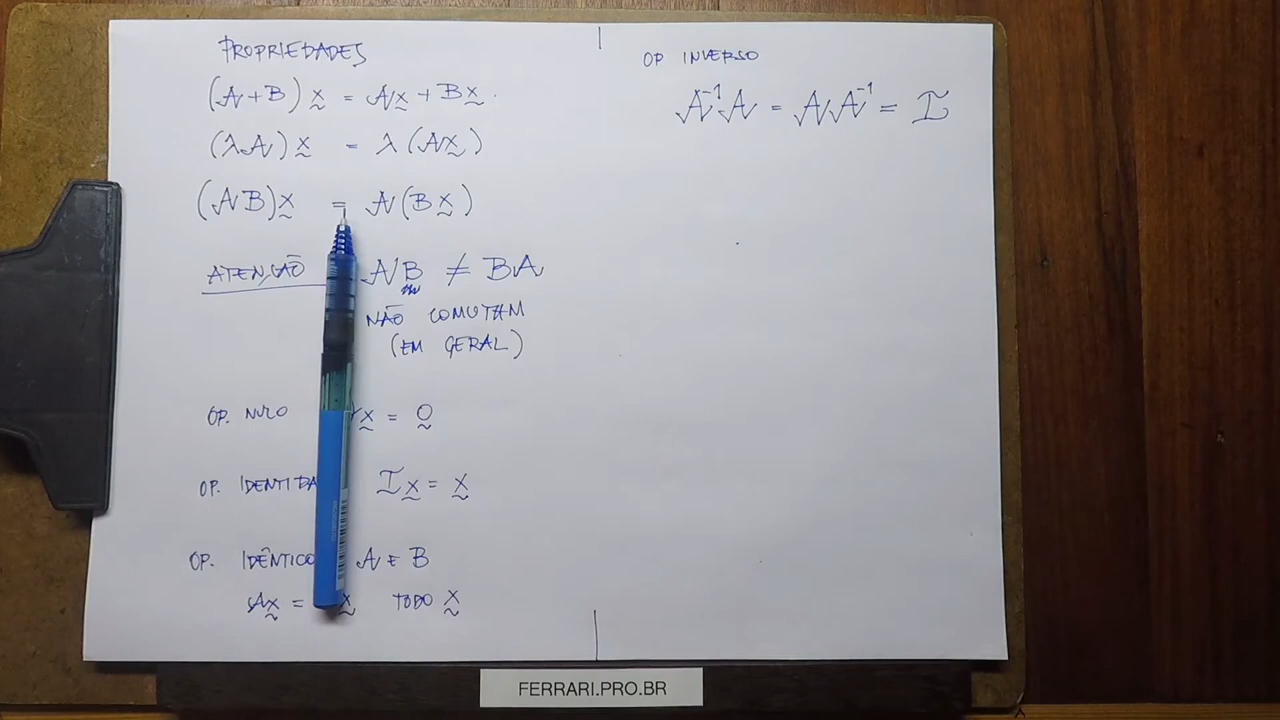 PROPRIEDADES
(A + B) x = Ax + Bx.
(λA) x = λ(Ax)
(AB)x = A(Bx)
ATENÇÃO AB ≠ BA
NÃO COMUTAM
(EM GERAL)
OP. NULO x = 0
OP. IDENTIDA I x = x
OP. IDÊNTICO A E B
Ax = x TODO x
OP INVERSO
A⁻¹A = AA⁻¹ = I
FERRARI.PRO.BR